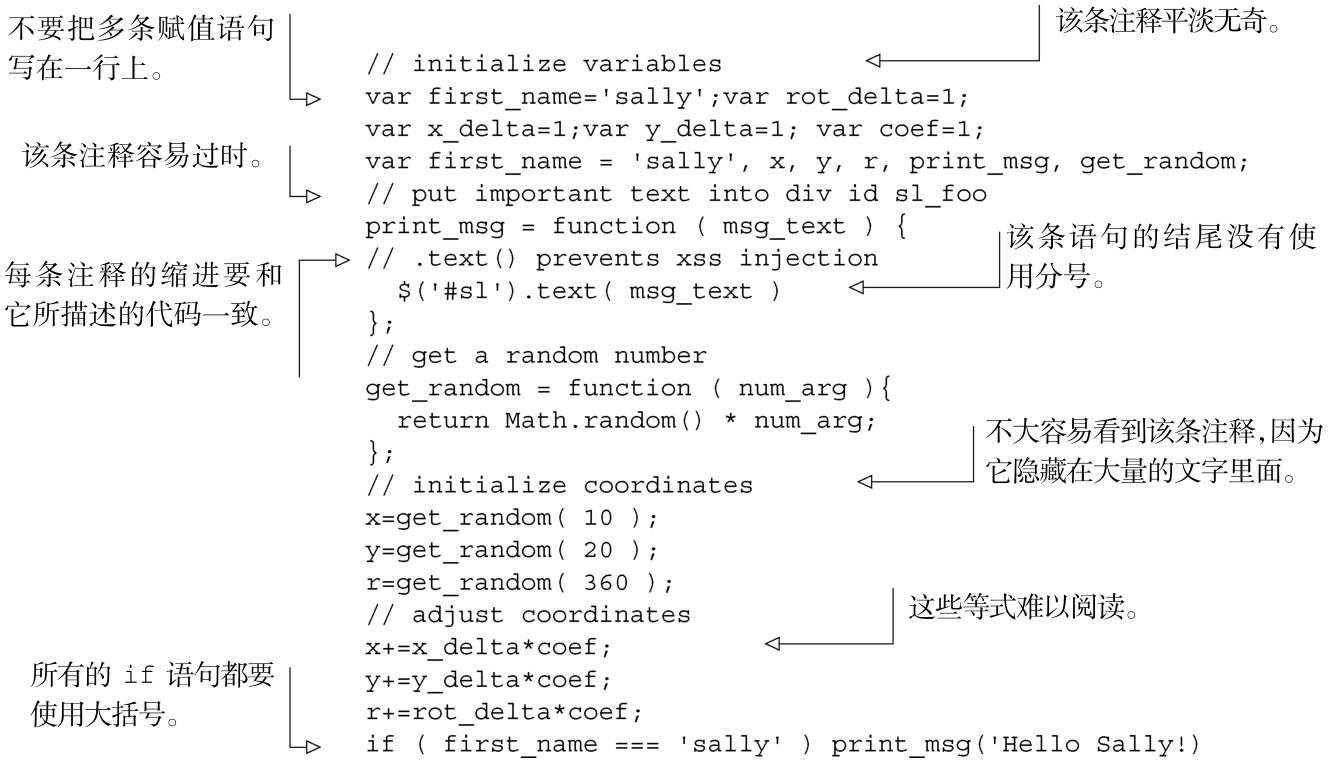 不要把多条赋值语句
写在一行上。
该条注释平淡无奇。
// initialize variables
var first_name='sally';var rot_delta=1;
var x_delta=1;var y_delta=1; var coef=1;
该条注释容易过时。
var first_name = 'sally', x, y, r, print_msg, get_random;
// put important text into div id sl_foo
print_msg = function ( msg_text ) {
每条注释的缩进要和
它所描述的代码一致。
// .text() prevents xss injection
$('#sl').text( msg_text )
该条语句的结尾没有使
用分号。
};
// get a random number
get_random = function ( num_arg ){
return Math.random() * num_arg;
};
不大容易看到该条注释，因为
它隐藏在大量的文字里面。
// initialize coordinates
x=get_random( 10 );
y=get_random( 20 );
r=get_random( 360 );
// adjust coordinates
这些等式难以阅读。
x+=x_delta*coef;
y+=y_delta*coef;
r+=rot_delta*coef;
所有的 if 语句都要
使用大括号。
if ( first_name === 'sally' ) print_msg('Hello Sally!)